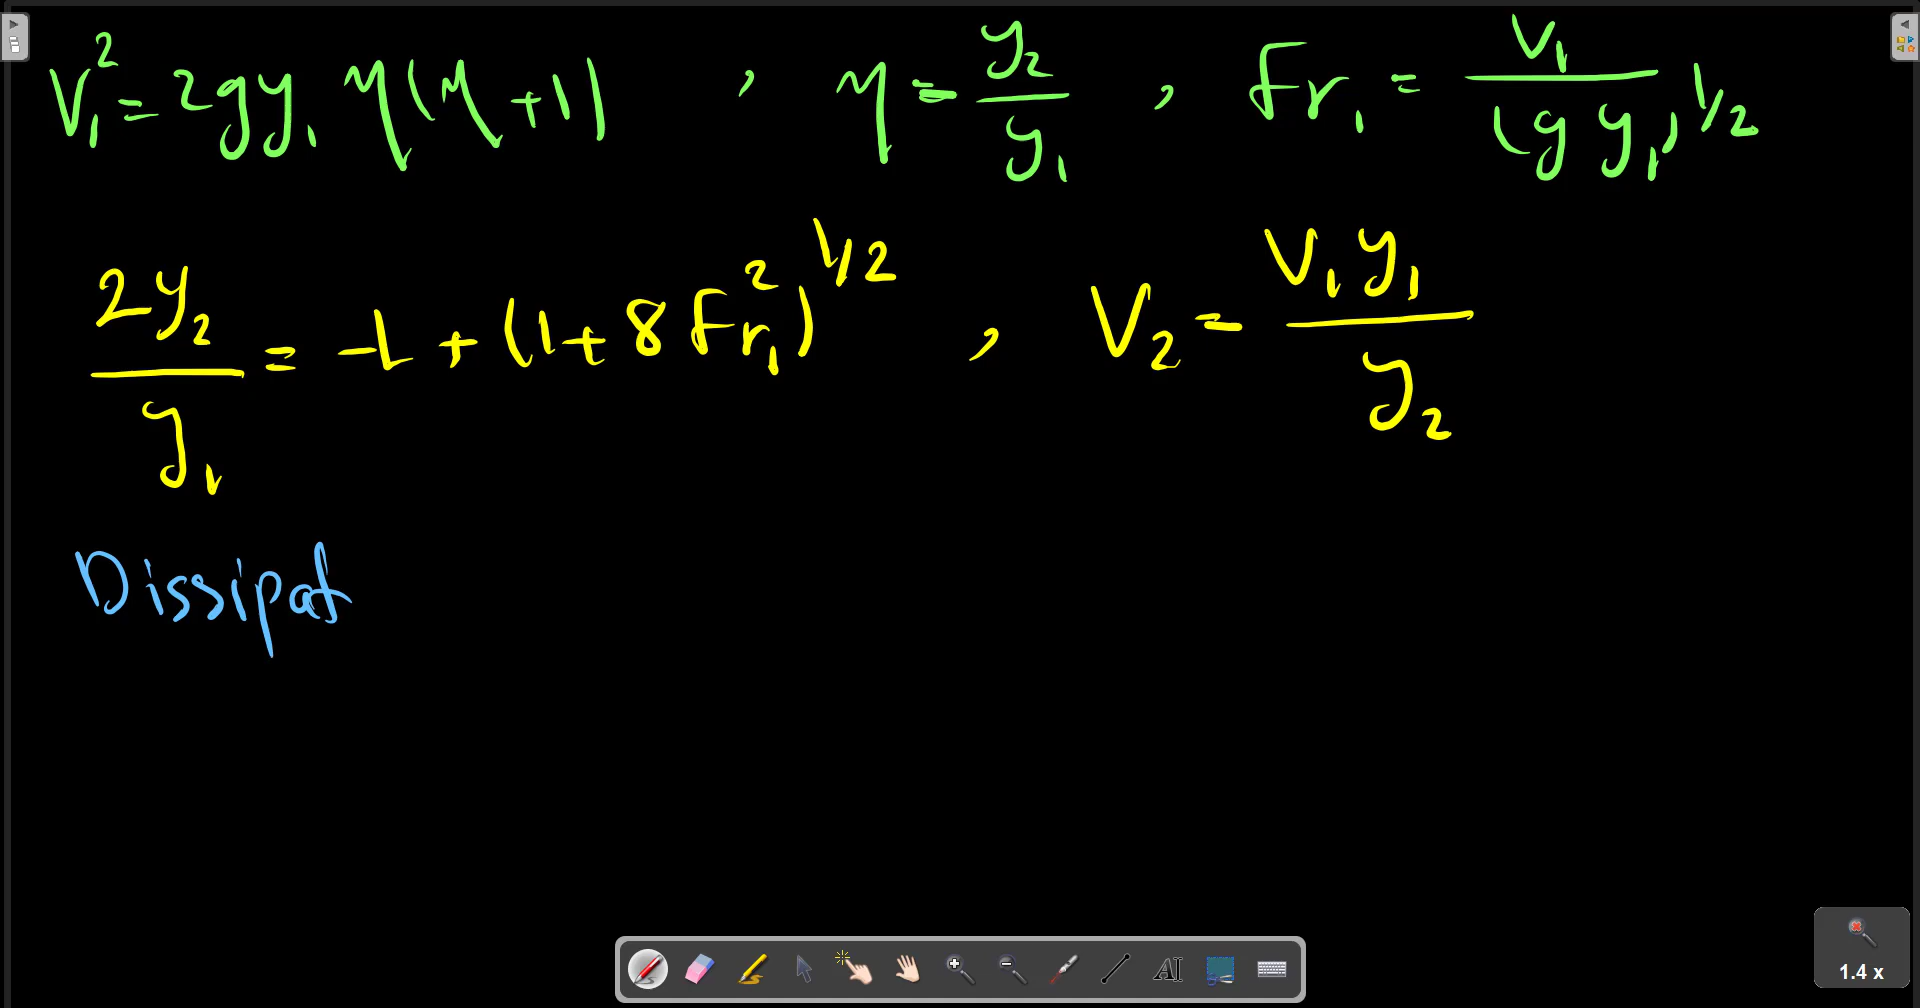 V₁² = 2gy₁ η(η+1) , η = y₂/y₁ , Fr₁ = V₁/(gy₁)^1/2
2y₂/y₁ = -1 + (1+8Fr₁²)^1/2 , V₂ = V₁y₁/y₂
Dissipat
AI
1.4 x